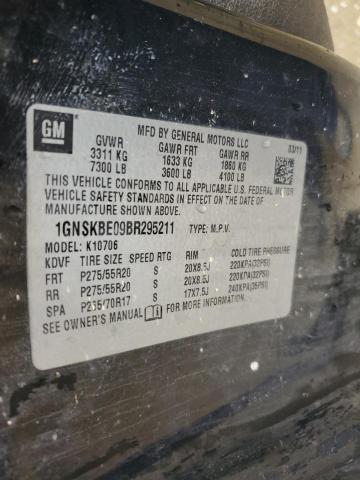 GM
MFD BY GENERAL MOTORS LLC
03/11
GVWR GAWR FRT GAWR RR
3311 KG 1633 KG 1860 KG
7300 LB 3600 LB 4100 LB
THIS VEHICLE CONFORMS TO ALL APPLICABLE U.S. FEDERAL MOTOR
VEHICLE SAFETY STANDARDS IN EFFECT ON THE DATE OF
MANUFACTURE SHOWN ABOVE.
1GNSKBE09BR295211 TYPE: M.P.V.
MODEL: K10706
KDVF TIRE SIZE SPEED RTG RIM COLD TIRE PRESSURE
FRT P275/55R20 S 20X8.5J 220KPA(32PSI)
RR P275/55R20 S 20X8.5J 220KPA(32PSI)
SPA P265/70R17 S 17X7.5J 240KPA(35PSI)
SEE OWNER'S MANUAL FOR MORE INFORMATION.